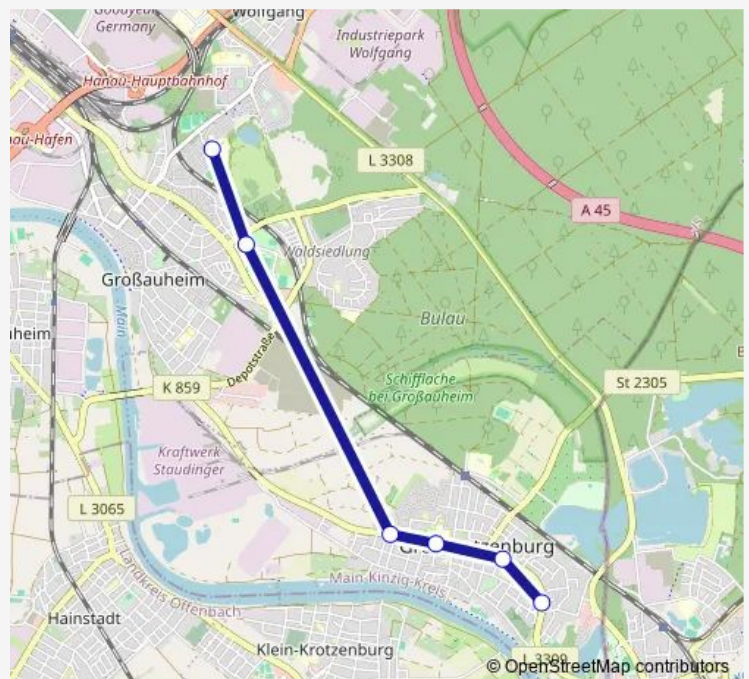 Wolfgang
Germany
Industriepark
Wolfgang
Hanau-Hauptbahnhof
L 3308
A 45
Waldsiedlung
Großauheim
Main
Bulau
Depotstraße
Schifflache
bei Großauheim
K 859
St 2305
Kraftwerk
Staudinger
L 3065
Landkreis Offenbach
Main-Kinzig-Kreis
Hainstadt
Klein-Krotzenburg
L 3309
© OpenStreetMap contributors